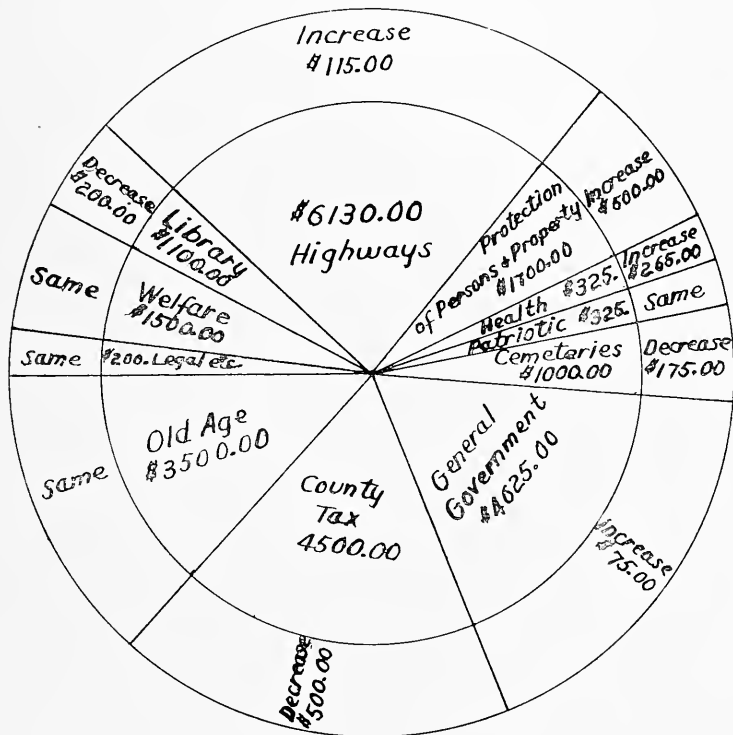 Increase
$115.00
$6130.00
Highways
Protection
of Persons & Property
$1700.00
Increase
$600.00
Health $325.
Increase
$265.00
Patriotic $325.
Same
Cemetaries
$1000.00
Decrease
$175.00
General
Government
$4625.00
Increase
$75.00
County
Tax
4500.00
Decrease
$500.00
Old Age
$3500.00
Same
$200. Legal etc
Same
Welfare
$1500.00
Same
Library
$1100.00
Decrease
$200.00